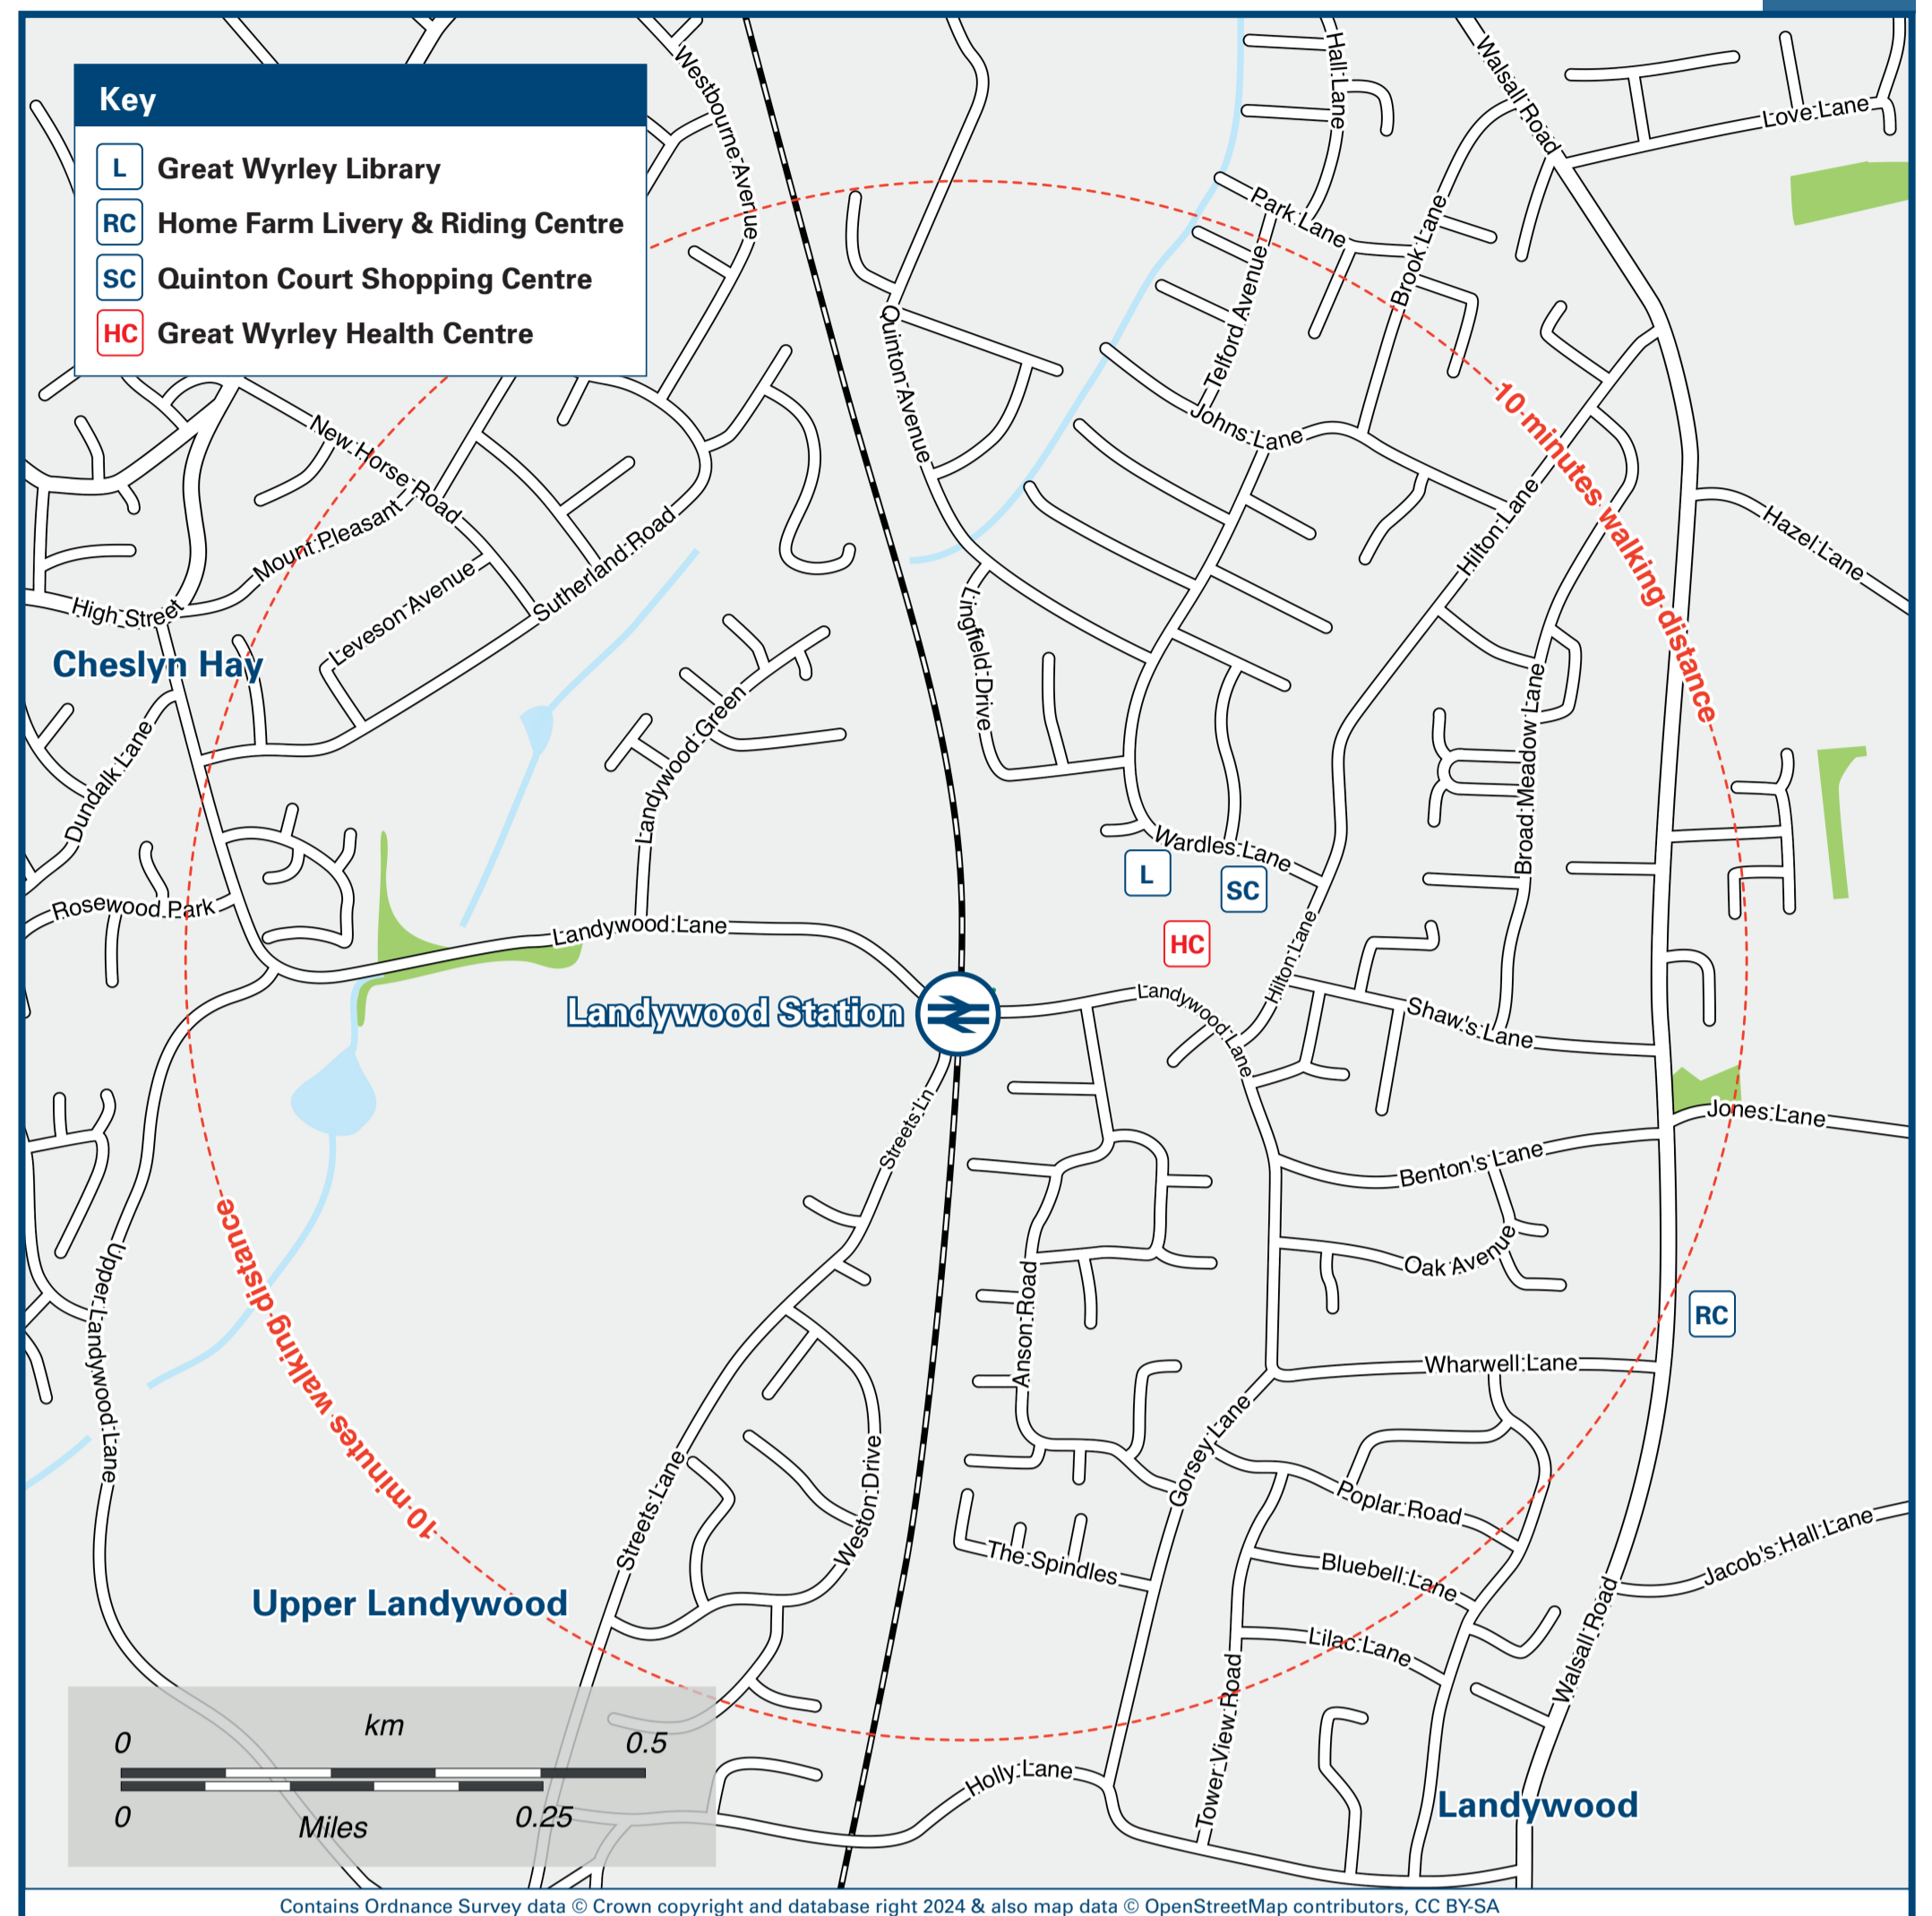 Key
L Great Wyrley Library
RC Home Farm Livery & Riding Centre
SC Quinton Court Shopping Centre
HC Great Wyrley Health Centre
Westbourne Avenue
Hall Lane
Walsall Road
Love Lane
Park Lane
Brook Lane
Telford Avenue
Quinton Avenue
Johns Lane
10 minutes walking distance
New Horse Road
Mount Pleasant
Hilton Lane
Hazel Lane
High Street
Leveson Avenue
Sutherland Road
Lingfield Drive
Cheslyn Hay
Dundalk Lane
Landywood Green
Broad Meadow Lane
Wardles Lane
L
SC
Rosewood Park
Landywood Lane
HC
Hilton Lane
Landywood Station
Landywood Lane
Shaw's Lane
Streets Ln
Jones Lane
Benton's Lane
Oak Avenue
Upper Landywood Lane
10 minutes walking distance
Anson Road
RC
Wharwell Lane
Gorsey Lane
Streets Lane
Weston Drive
Poplar Road
The Spindles
Bluebell Lane
Jacob's Hall Lane
Upper Landywood
Lilac Lane
Walsall Road
Tower View Road
Holly Lane
Landywood
km
0 0.5
0 0.25
Miles
Contains Ordnance Survey data © Crown copyright and database right 2024 & also map data © OpenStreetMap contributors, CC BY-SA